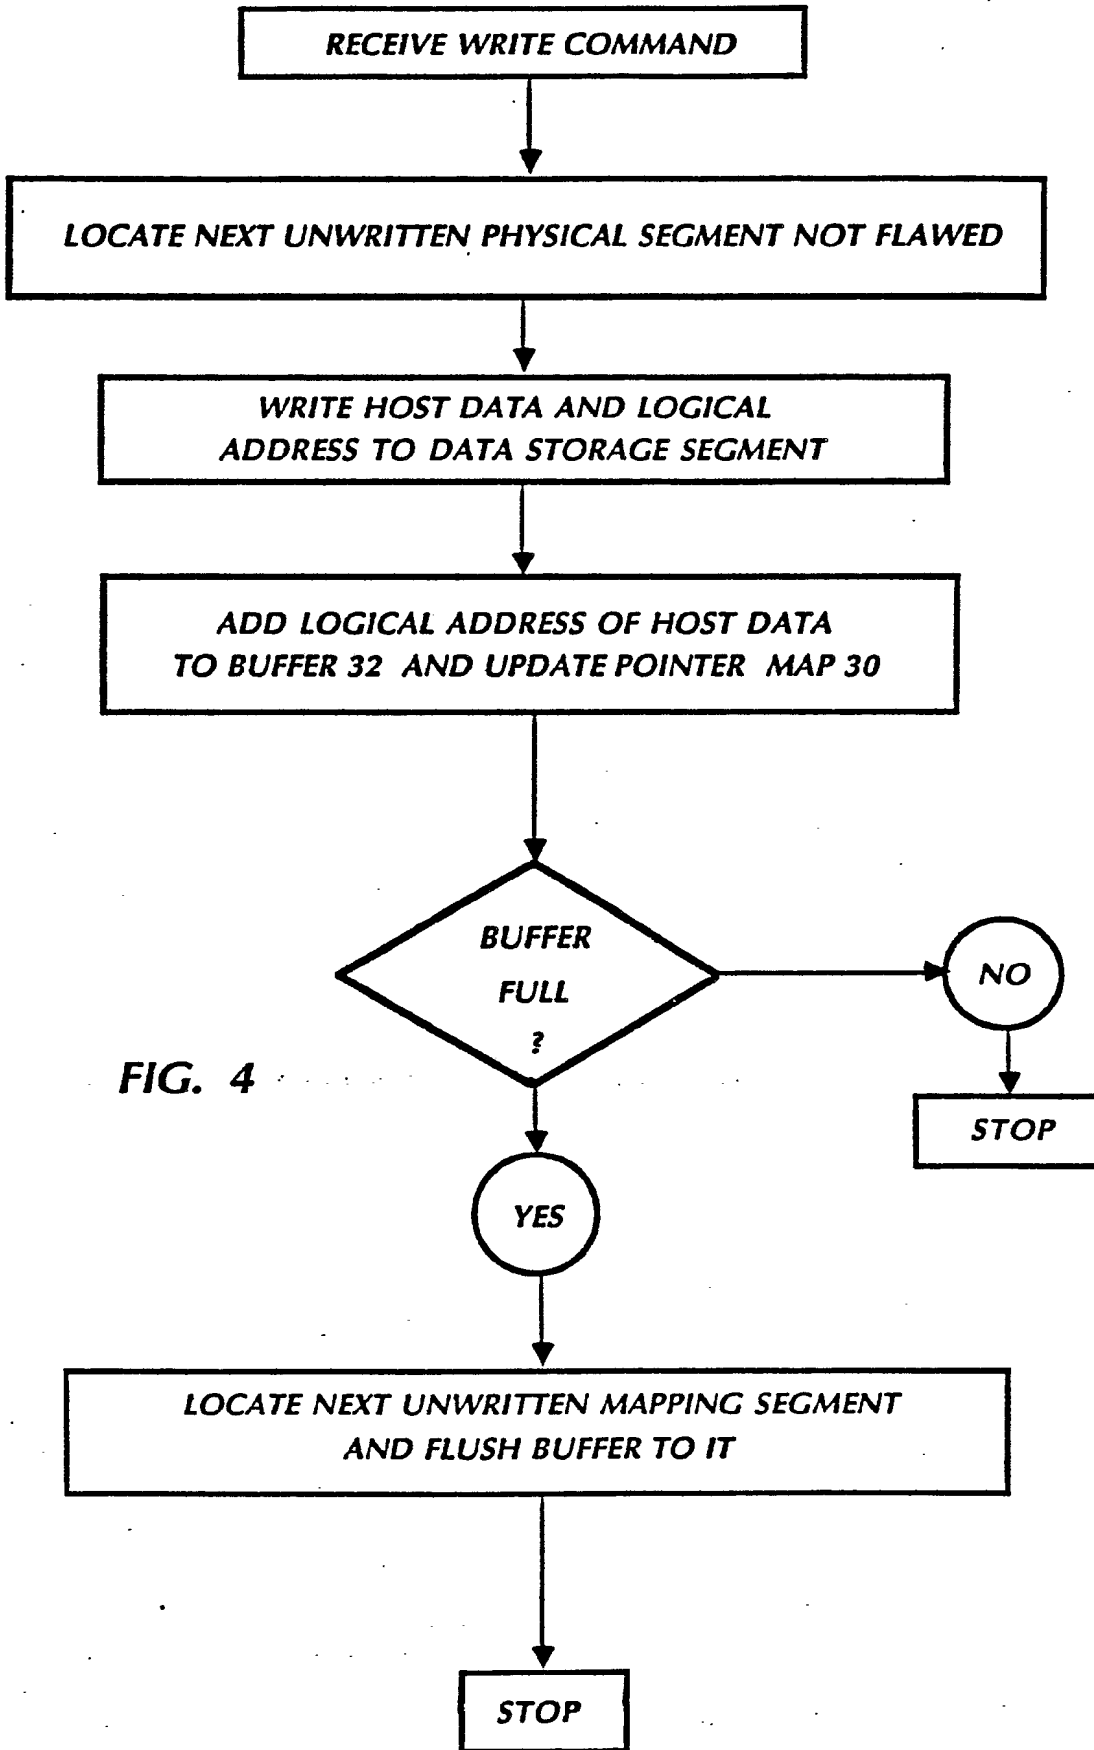 RECEIVE WRITE COMMAND
LOCATE NEXT UNWRITTEN PHYSICAL SEGMENT NOT FLAWED
WRITE HOST DATA AND LOGICAL
ADDRESS TO DATA STORAGE SEGMENT
ADD LOGICAL ADDRESS OF HOST DATA
TO BUFFER 32 AND UPDATE POINTER MAP 30
BUFFER
FULL
?
NO
FIG. 4
STOP
YES
LOCATE NEXT UNWRITTEN MAPPING SEGMENT
AND FLUSH BUFFER TO IT
STOP